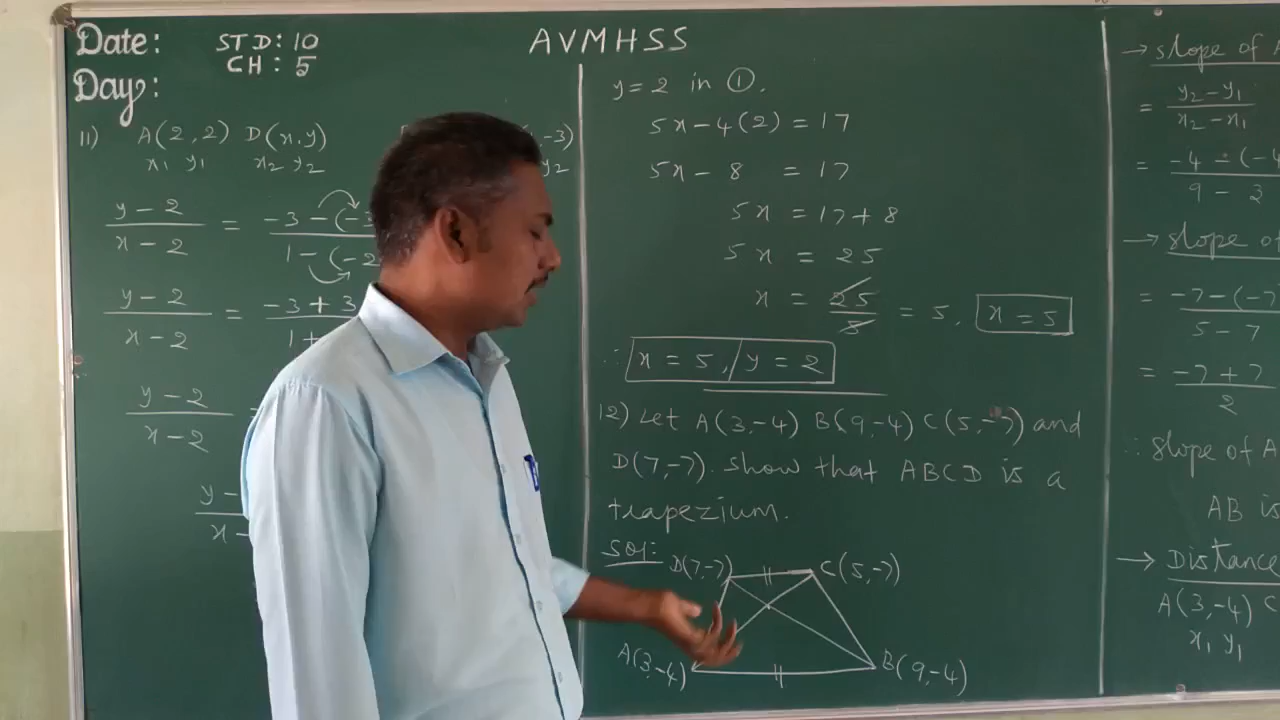 Date:
Day:
STD: 10
CH: 5
AVMHSS
11) A(2,2) D(x,y)
x₁ y₁ x₂ y₂
-3)
y₂
y-2/x-2 = -3-(-3/1-(-2
y-2/x-2 = -3+3/1+
y-2/x-2 =
y-/x-
y=2 in ①.
5x-4(2) = 17
5x-8 = 17
5x = 17+8
5x = 25
x = 25/5 = 5, x=5
∴ x=5, y=2
12) Let A(3,-4) B(9,-4) C(5,-7) and
D(7,-7). show that ABCD is a
trapezium.
Sol:
D(7,-7) C(5,-7)
A(3,-4) B(9,-4)
→ slope of A
= y₂-y₁/x₂-x₁
= -4-(-4/9-3
→ slope of
= -7-(-7/5-7
= -7+7/2
∴ slope of A
AB is
→ Distance
A(3,-4) C
x₁ y₁